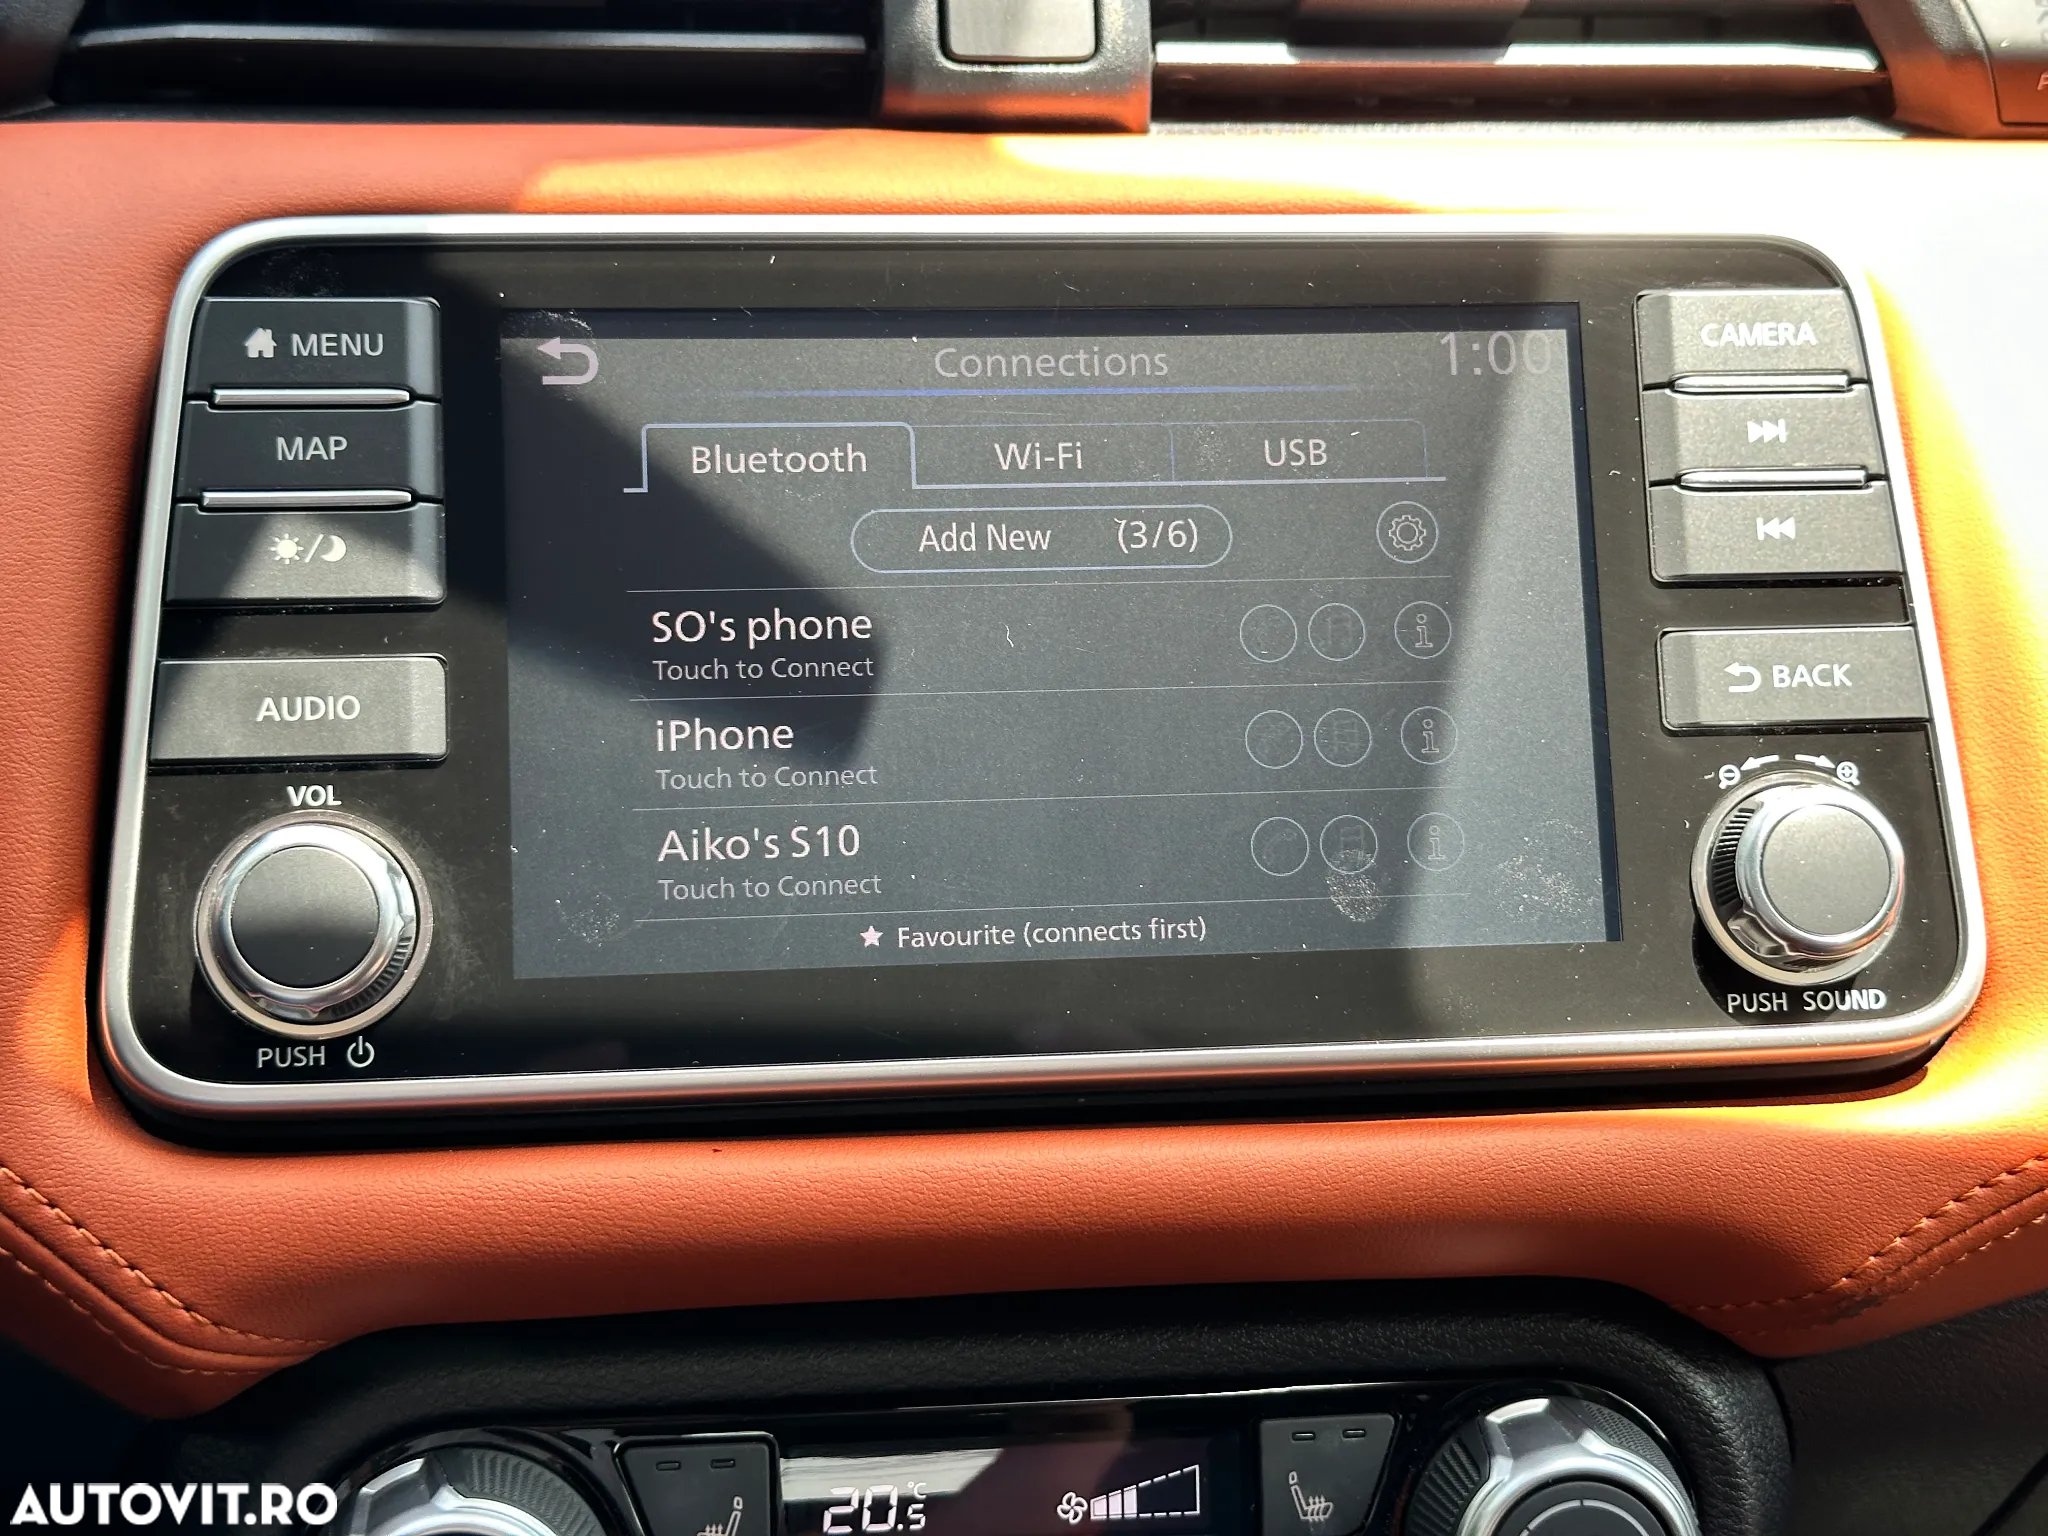 MENU
MAP
AUDIO
VOL
PUSH
Connections
1:00
Bluetooth
Wi-Fi
USB
Add New (3/6)
SO's phone
Touch to Connect
iPhone
Touch to Connect
Aiko's S10
Touch to Connect
★ Favourite (connects first)
CAMERA
BACK
PUSH SOUND
20.5°C
AUTOVIT.RO